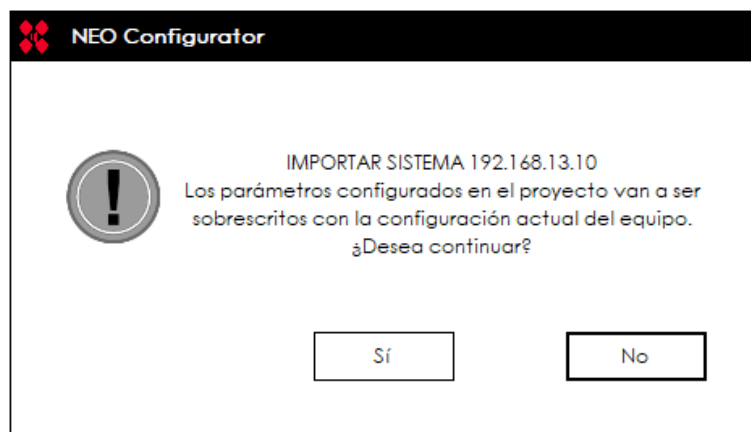 NEO Configurator
IMPORTAR SISTEMA 192.168.13.10
Los parámetros configurados en el proyecto van a ser
sobrescritos con la configuración actual del equipo.
¿Desea continuar?
Sí No